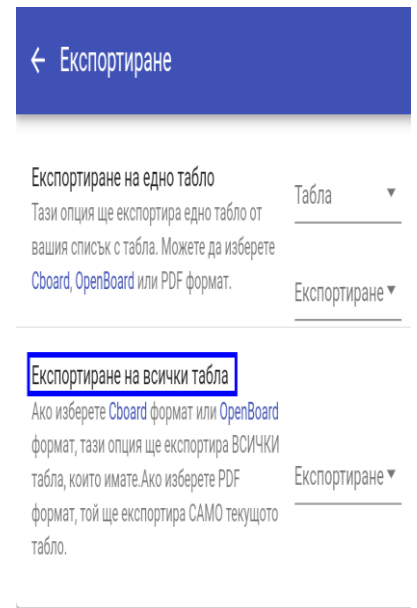 ← Експортиране
Експортиране на едно табло
Тази опция ще експортира едно табло от
вашия списък с табла. Можете да изберете
Cboard, OpenBoard или PDF формат.
Табла
Експортиране
Експортиране на всички табла
Ако изберете Cboard формат или OpenBoard
формат, тази опция ще експортира ВСИЧКИ
табла, които имате.Ако изберете PDF
формат, той ще експортира САМО текущото
табло.
Експортиране